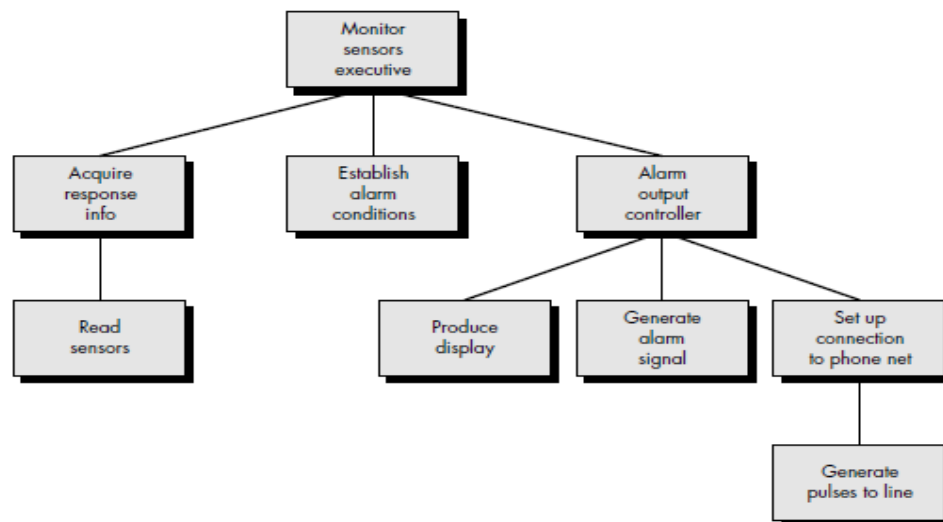 Monitor
sensors
executive
Acquire
response
info
Establish
alarm
conditions
Alarm
output
controller
Read
sensors
Produce
display
Generate
alarm
signal
Set up
connection
to phone net
Generate
pulses to line